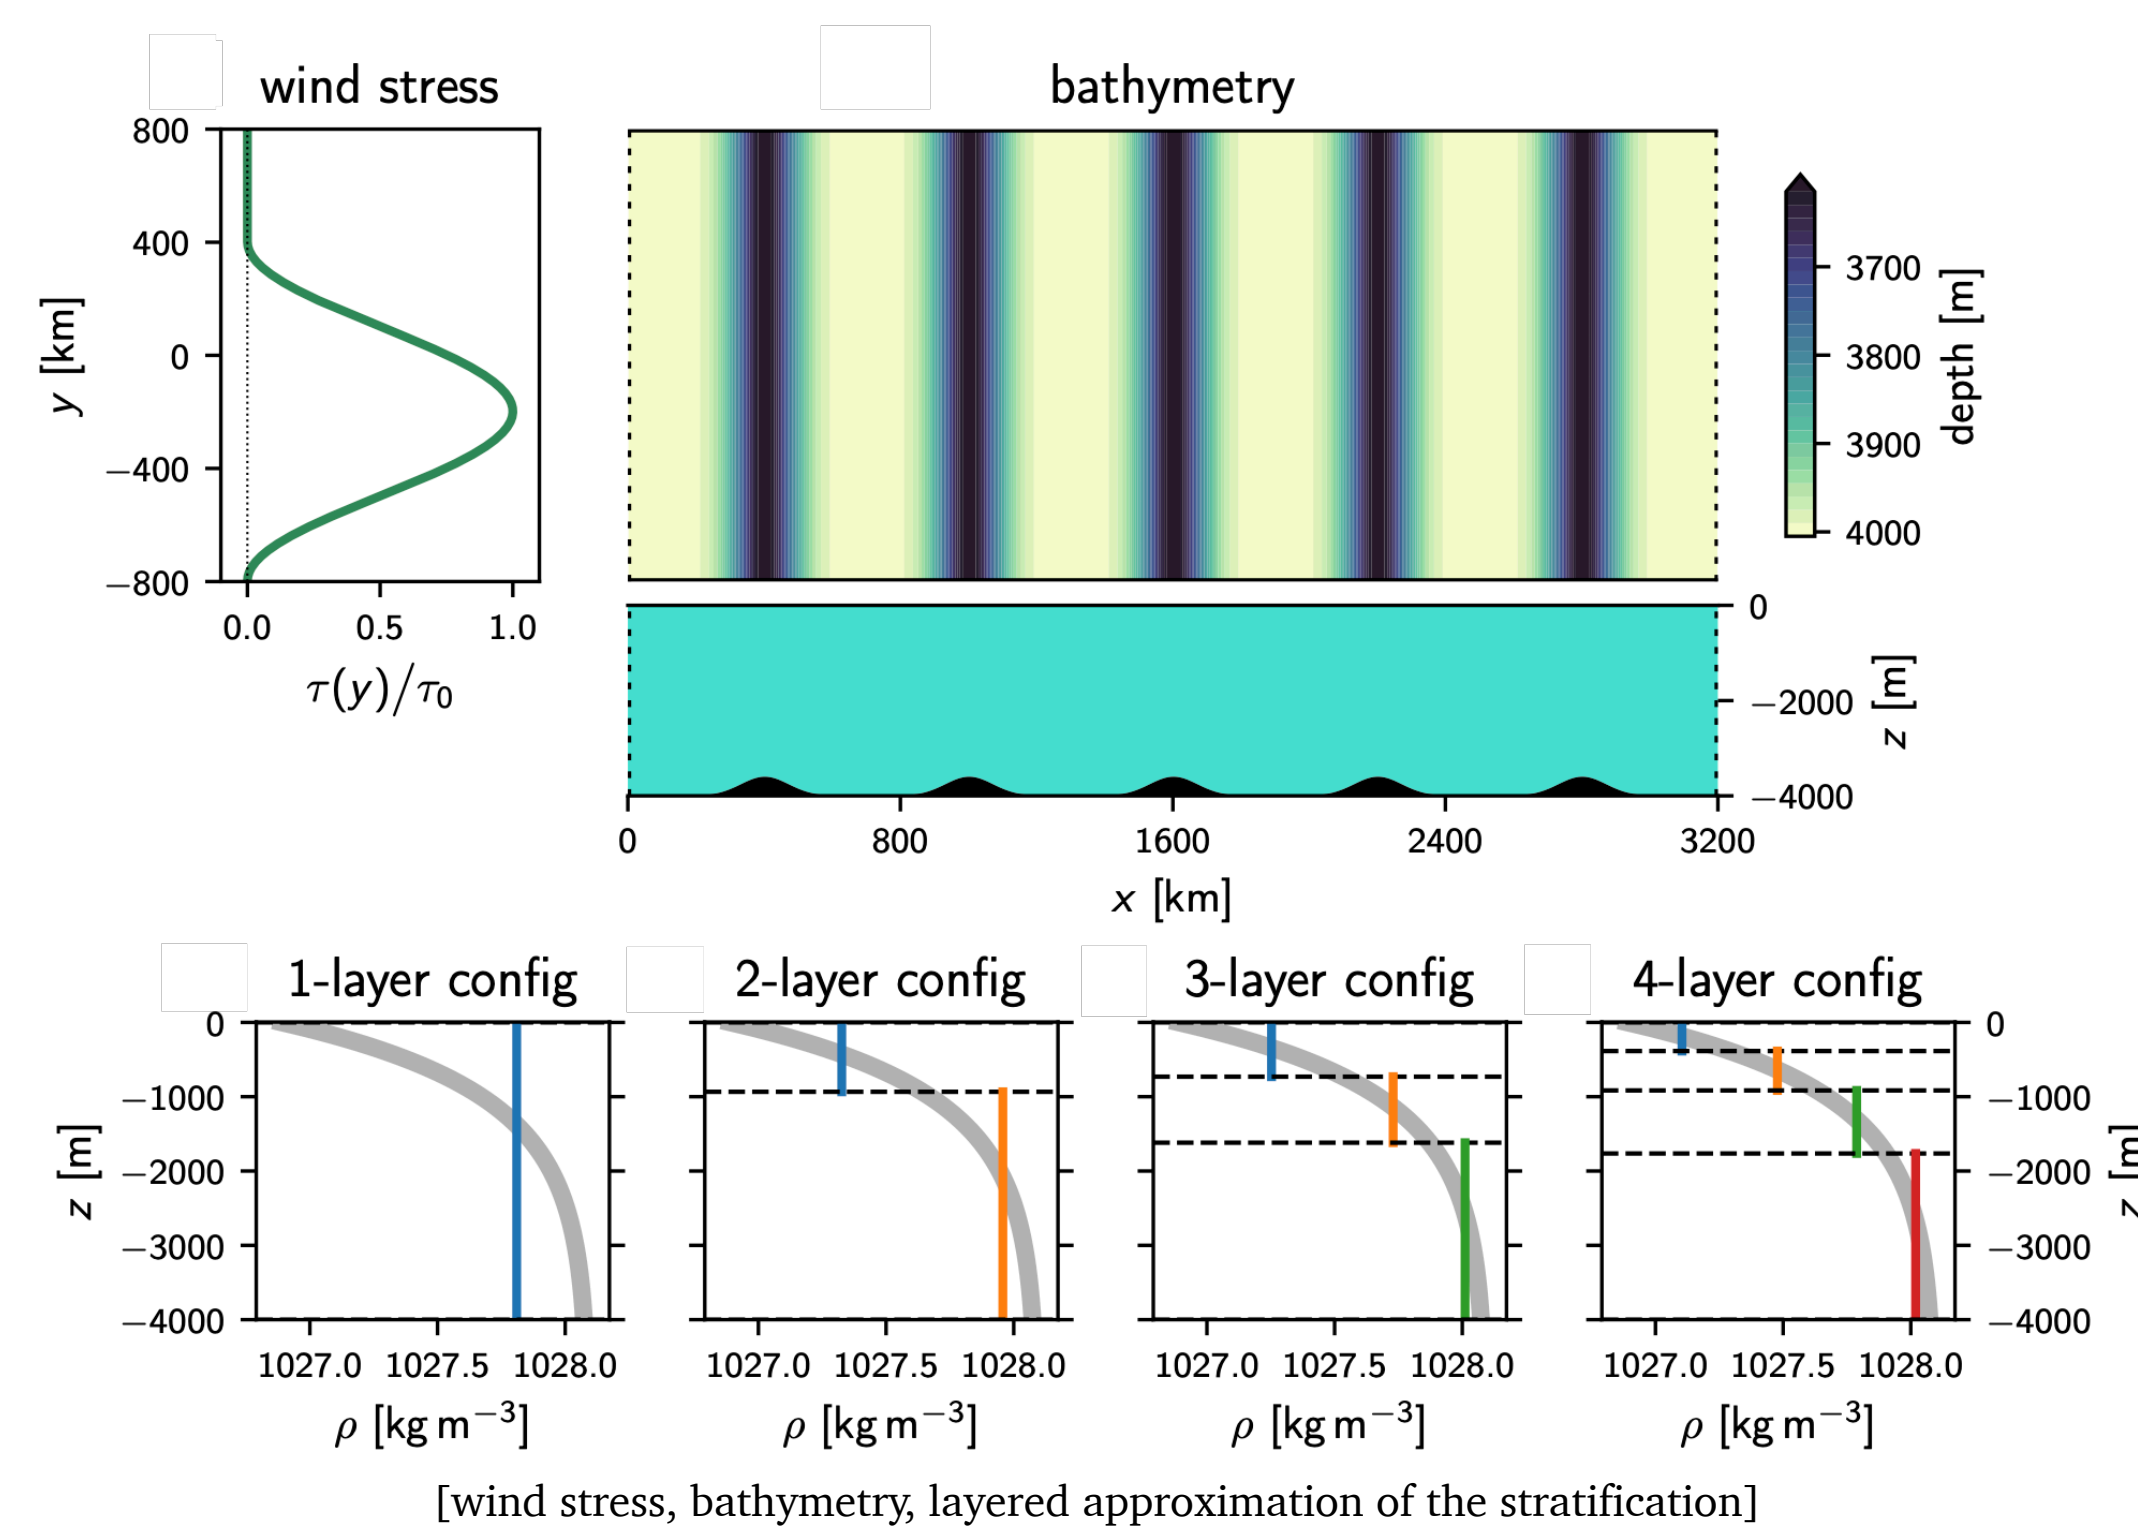 wind stress
bathymetry
800
400
0
−400
−800
y [km]
0.0 0.5 1.0
τ(y)/τ0
3700
3800
3900
4000
depth [m]
0
−2000
−4000
z [m]
0 800 1600 2400 3200
x [km]
1-layer config
2-layer config
3-layer config
4-layer config
0
−1000
−2000
−3000
−4000
z [m]
0
−1000
−2000
−3000
−4000
z [m]
1027.0 1027.5 1028.0
1027.0 1027.5 1028.0
1027.0 1027.5 1028.0
1027.0 1027.5 1028.0
ρ [kg m⁻³]
ρ [kg m⁻³]
ρ [kg m⁻³]
ρ [kg m⁻³]
[wind stress, bathymetry, layered approximation of the stratification]